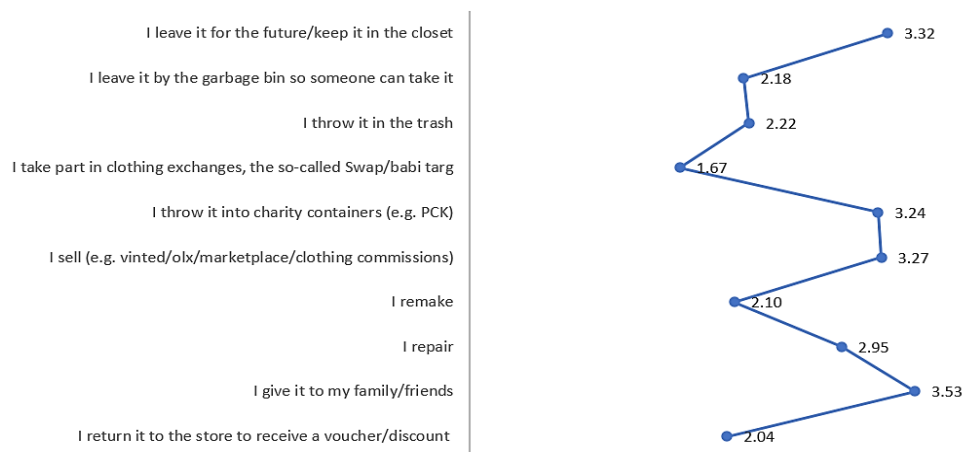 I leave it for the future/keep it in the closet 3.32
I leave it by the garbage bin so someone can take it 2.18
I throw it in the trash 2.22
I take part in clothing exchanges, the so-called Swap/babi targ 1.67
I throw it into charity containers (e.g. PCK) 3.24
I sell (e.g. vinted/olx/marketplace/clothing commissions) 3.27
I remake 2.10
I repair 2.95
I give it to my family/friends 3.53
I return it to the store to receive a voucher/discount 2.04